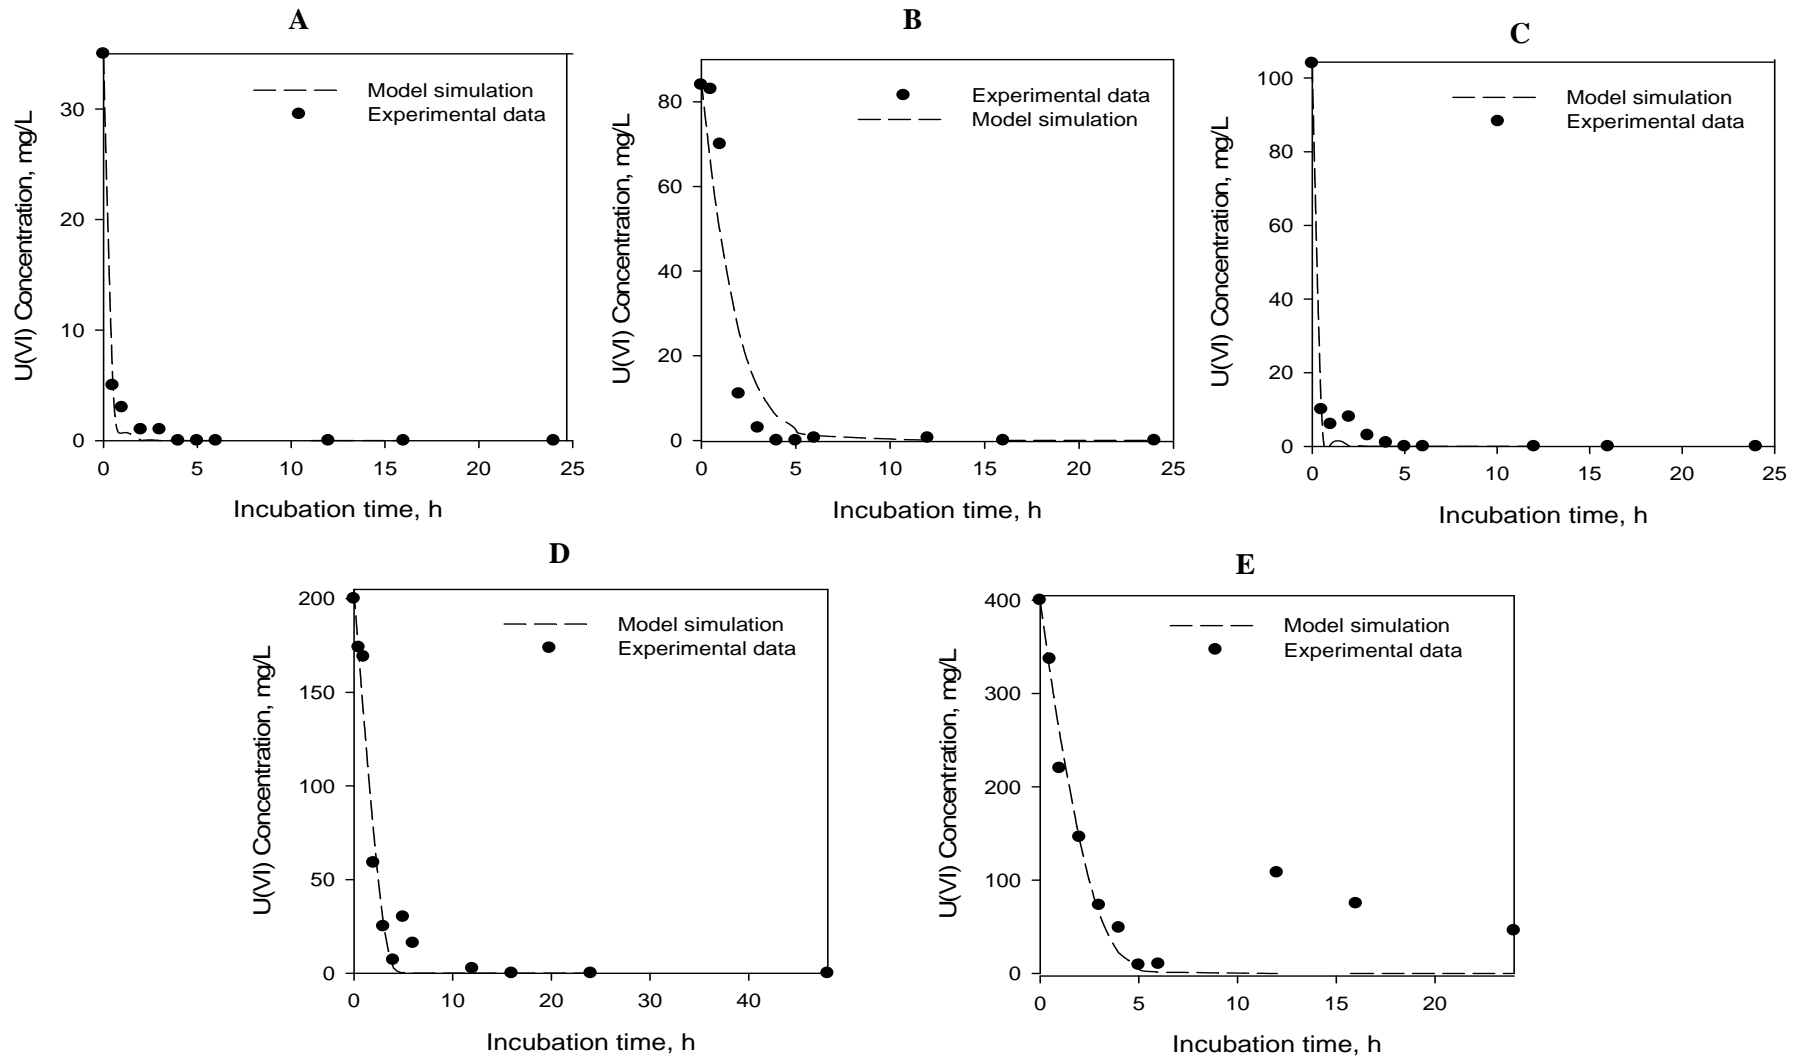 A
U(VI) Concentration, mg/L
30
20
10
0
Model simulation
Experimental data
0 5 10 15 20 25
Incubation time, h
B
U(VI) Concentration, mg/L
80
60
40
20
0
Experimental data
Model simulation
0 5 10 15 20 25
Incubation time, h
C
U(VI) Concentration, mg/L
100
80
60
40
20
0
Model simulation
Experimental data
0 5 10 15 20 25
Incubation time, h
D
U(VI) Concentration, mg/L
200
150
100
50
0
Model simulation
Experimental data
0 10 20 30 40
Incubation time, h
E
U(VI) Concentration, mg/L
400
300
200
100
0
Model simulation
Experimental data
0 5 10 15 20
Incubation time, h